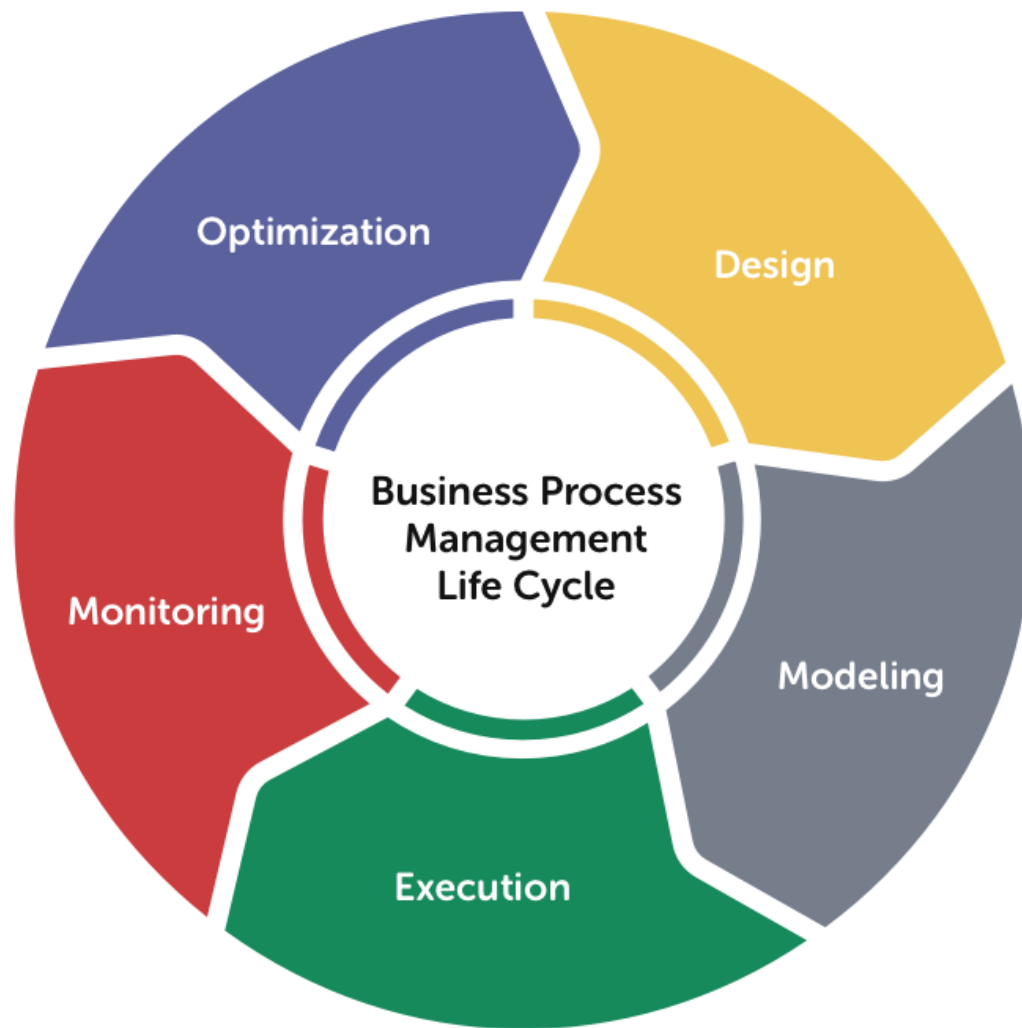 Optimization
Design
Business Process
Management
Life Cycle
Monitoring
Modeling
Execution